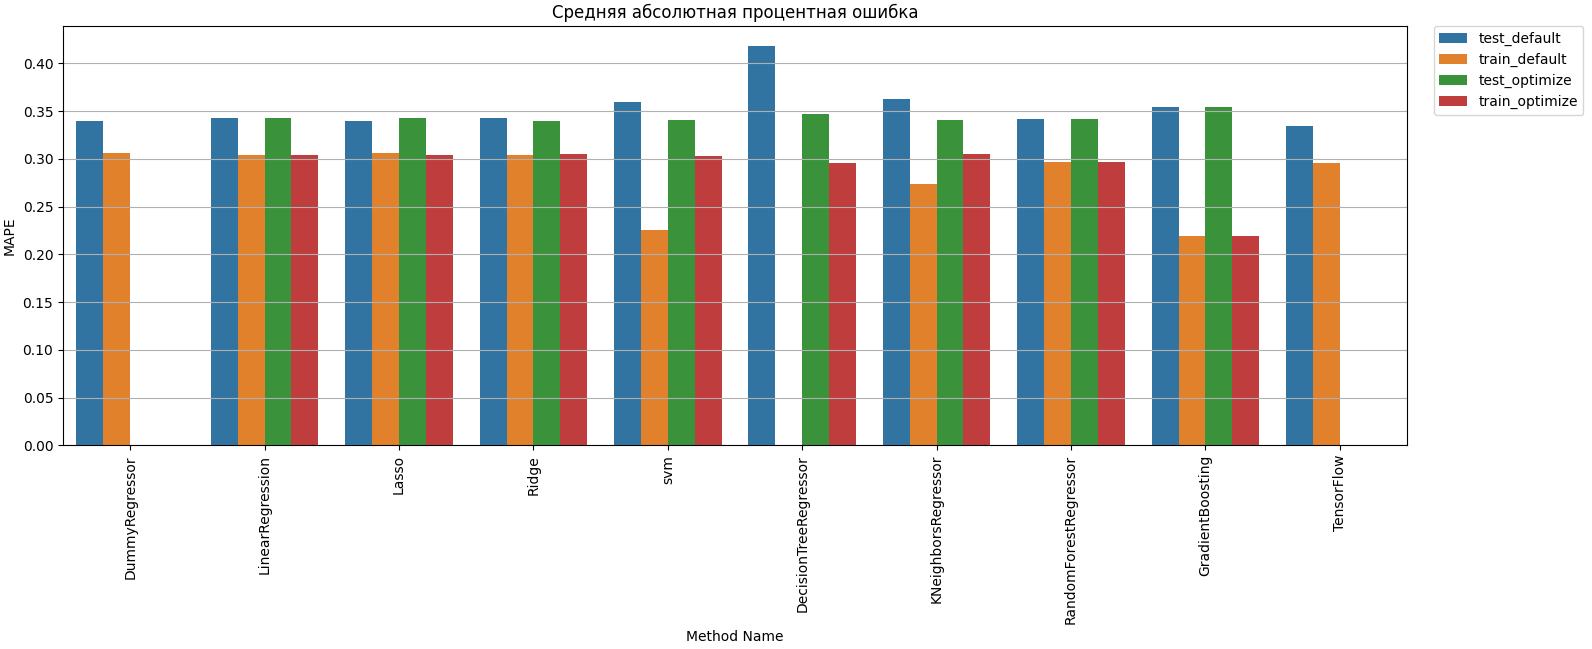 Средняя абсолютная процентная ошибка
test_default
train_default
test_optimize
train_optimize
MAPE
0.40
0.35
0.30
0.25
0.20
0.15
0.10
0.05
0.00
DummyRegressor
LinearRegression
Lasso
Ridge
svm
DecisionTreeRegressor
KNeighborsRegressor
RandomForestRegressor
GradientBoosting
TensorFlow
Method Name